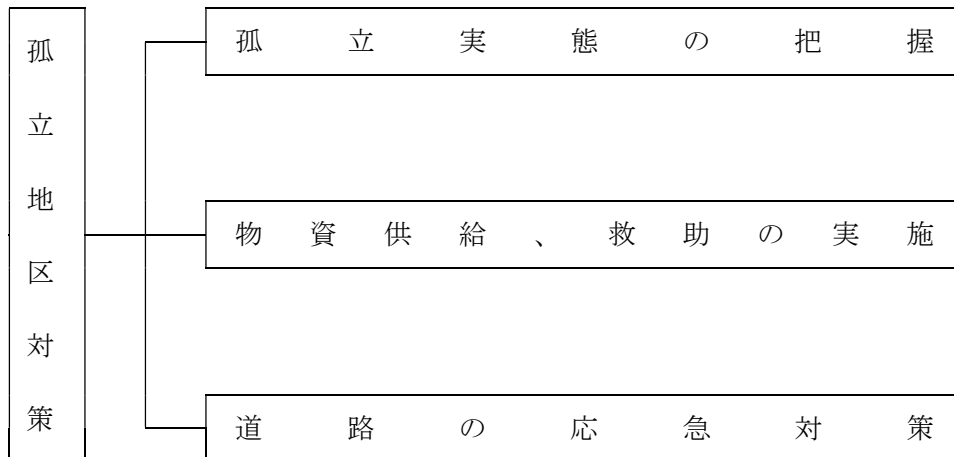 孤立地区対策
孤立実態の把握
物資供給、救助の実施
道路の応急対策